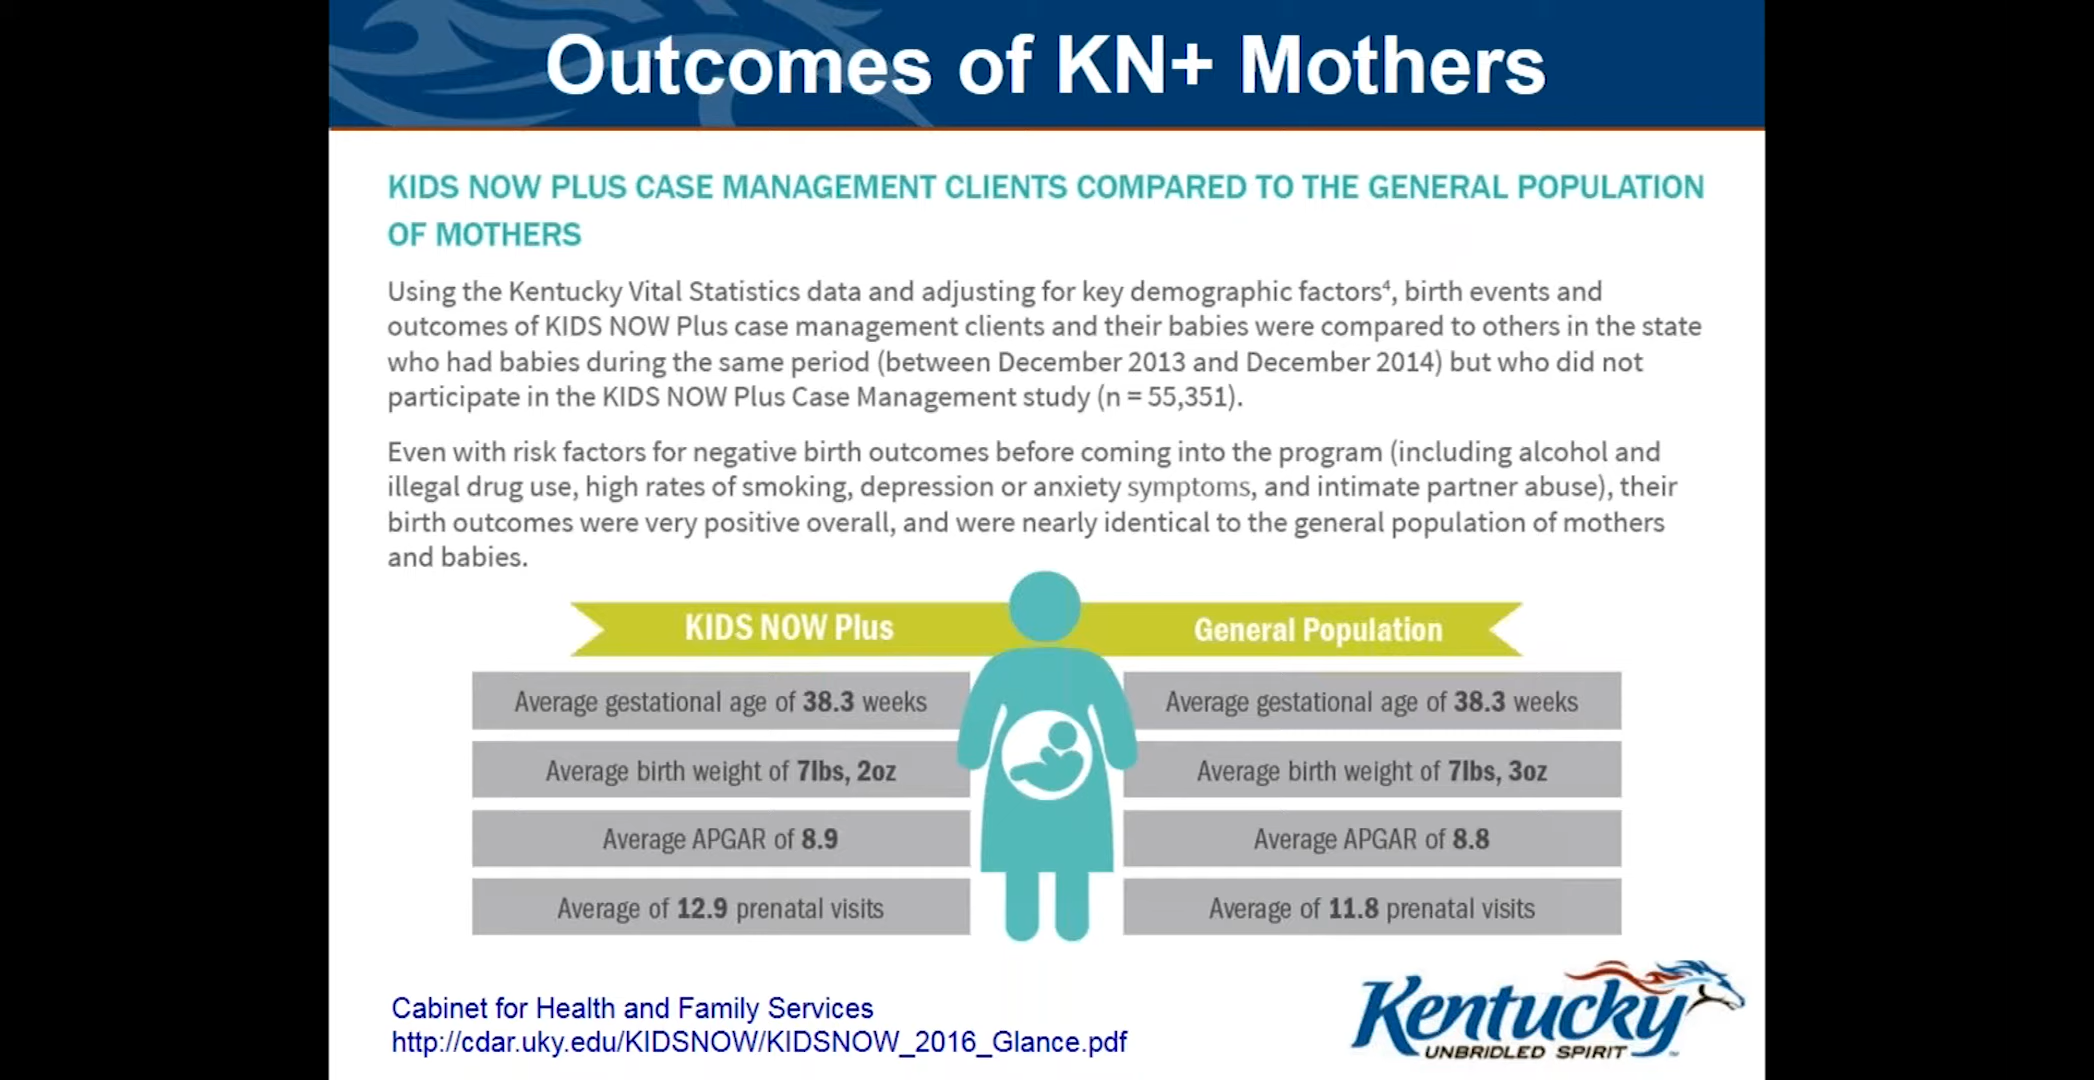 Outcomes of KN+ Mothers
KIDS NOW PLUS CASE MANAGEMENT CLIENTS COMPARED TO THE GENERAL POPULATION
OF MOTHERS
Using the Kentucky Vital Statistics data and adjusting for key demographic factors⁴, birth events and
outcomes of KIDS NOW Plus case management clients and their babies were compared to others in the state
who had babies during the same period (between December 2013 and December 2014) but who did not
participate in the KIDS NOW Plus Case Management study (n = 55,351).
Even with risk factors for negative birth outcomes before coming into the program (including alcohol and
illegal drug use, high rates of smoking, depression or anxiety symptoms, and intimate partner abuse), their
birth outcomes were very positive overall, and were nearly identical to the general population of mothers
and babies.
KIDS NOW Plus
Average gestational age of 38.3 weeks
Average birth weight of 7lbs, 2oz
Average APGAR of 8.9
Average of 12.9 prenatal visits
General Population
Average gestational age of 38.3 weeks
Average birth weight of 7lbs, 3oz
Average APGAR of 8.8
Average of 11.8 prenatal visits
Cabinet for Health and Family Services
http://cdar.uky.edu/KIDSNOW/KIDSNOW_2016_Glance.pdf
Kentucky
UNBRIDLED SPIRIT™